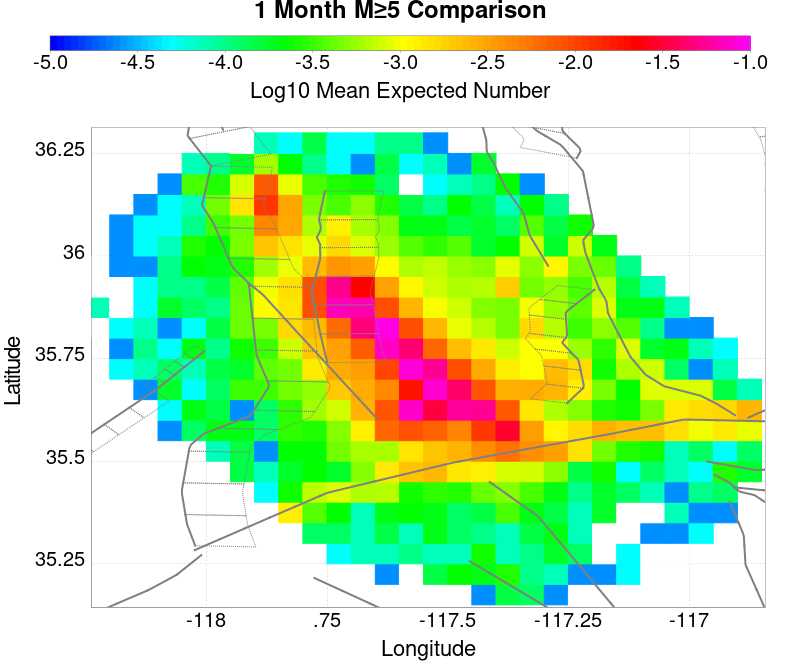 1 Month M≥5 Comparison
-5.0 -4.5 -4.0 -3.5 -3.0 -2.5 -2.0 -1.5 -1.0
Log10 Mean Expected Number
36.25
36
35.75
35.5
35.25
Latitude
-118 .75 -117.5 -117.25 -117
Longitude